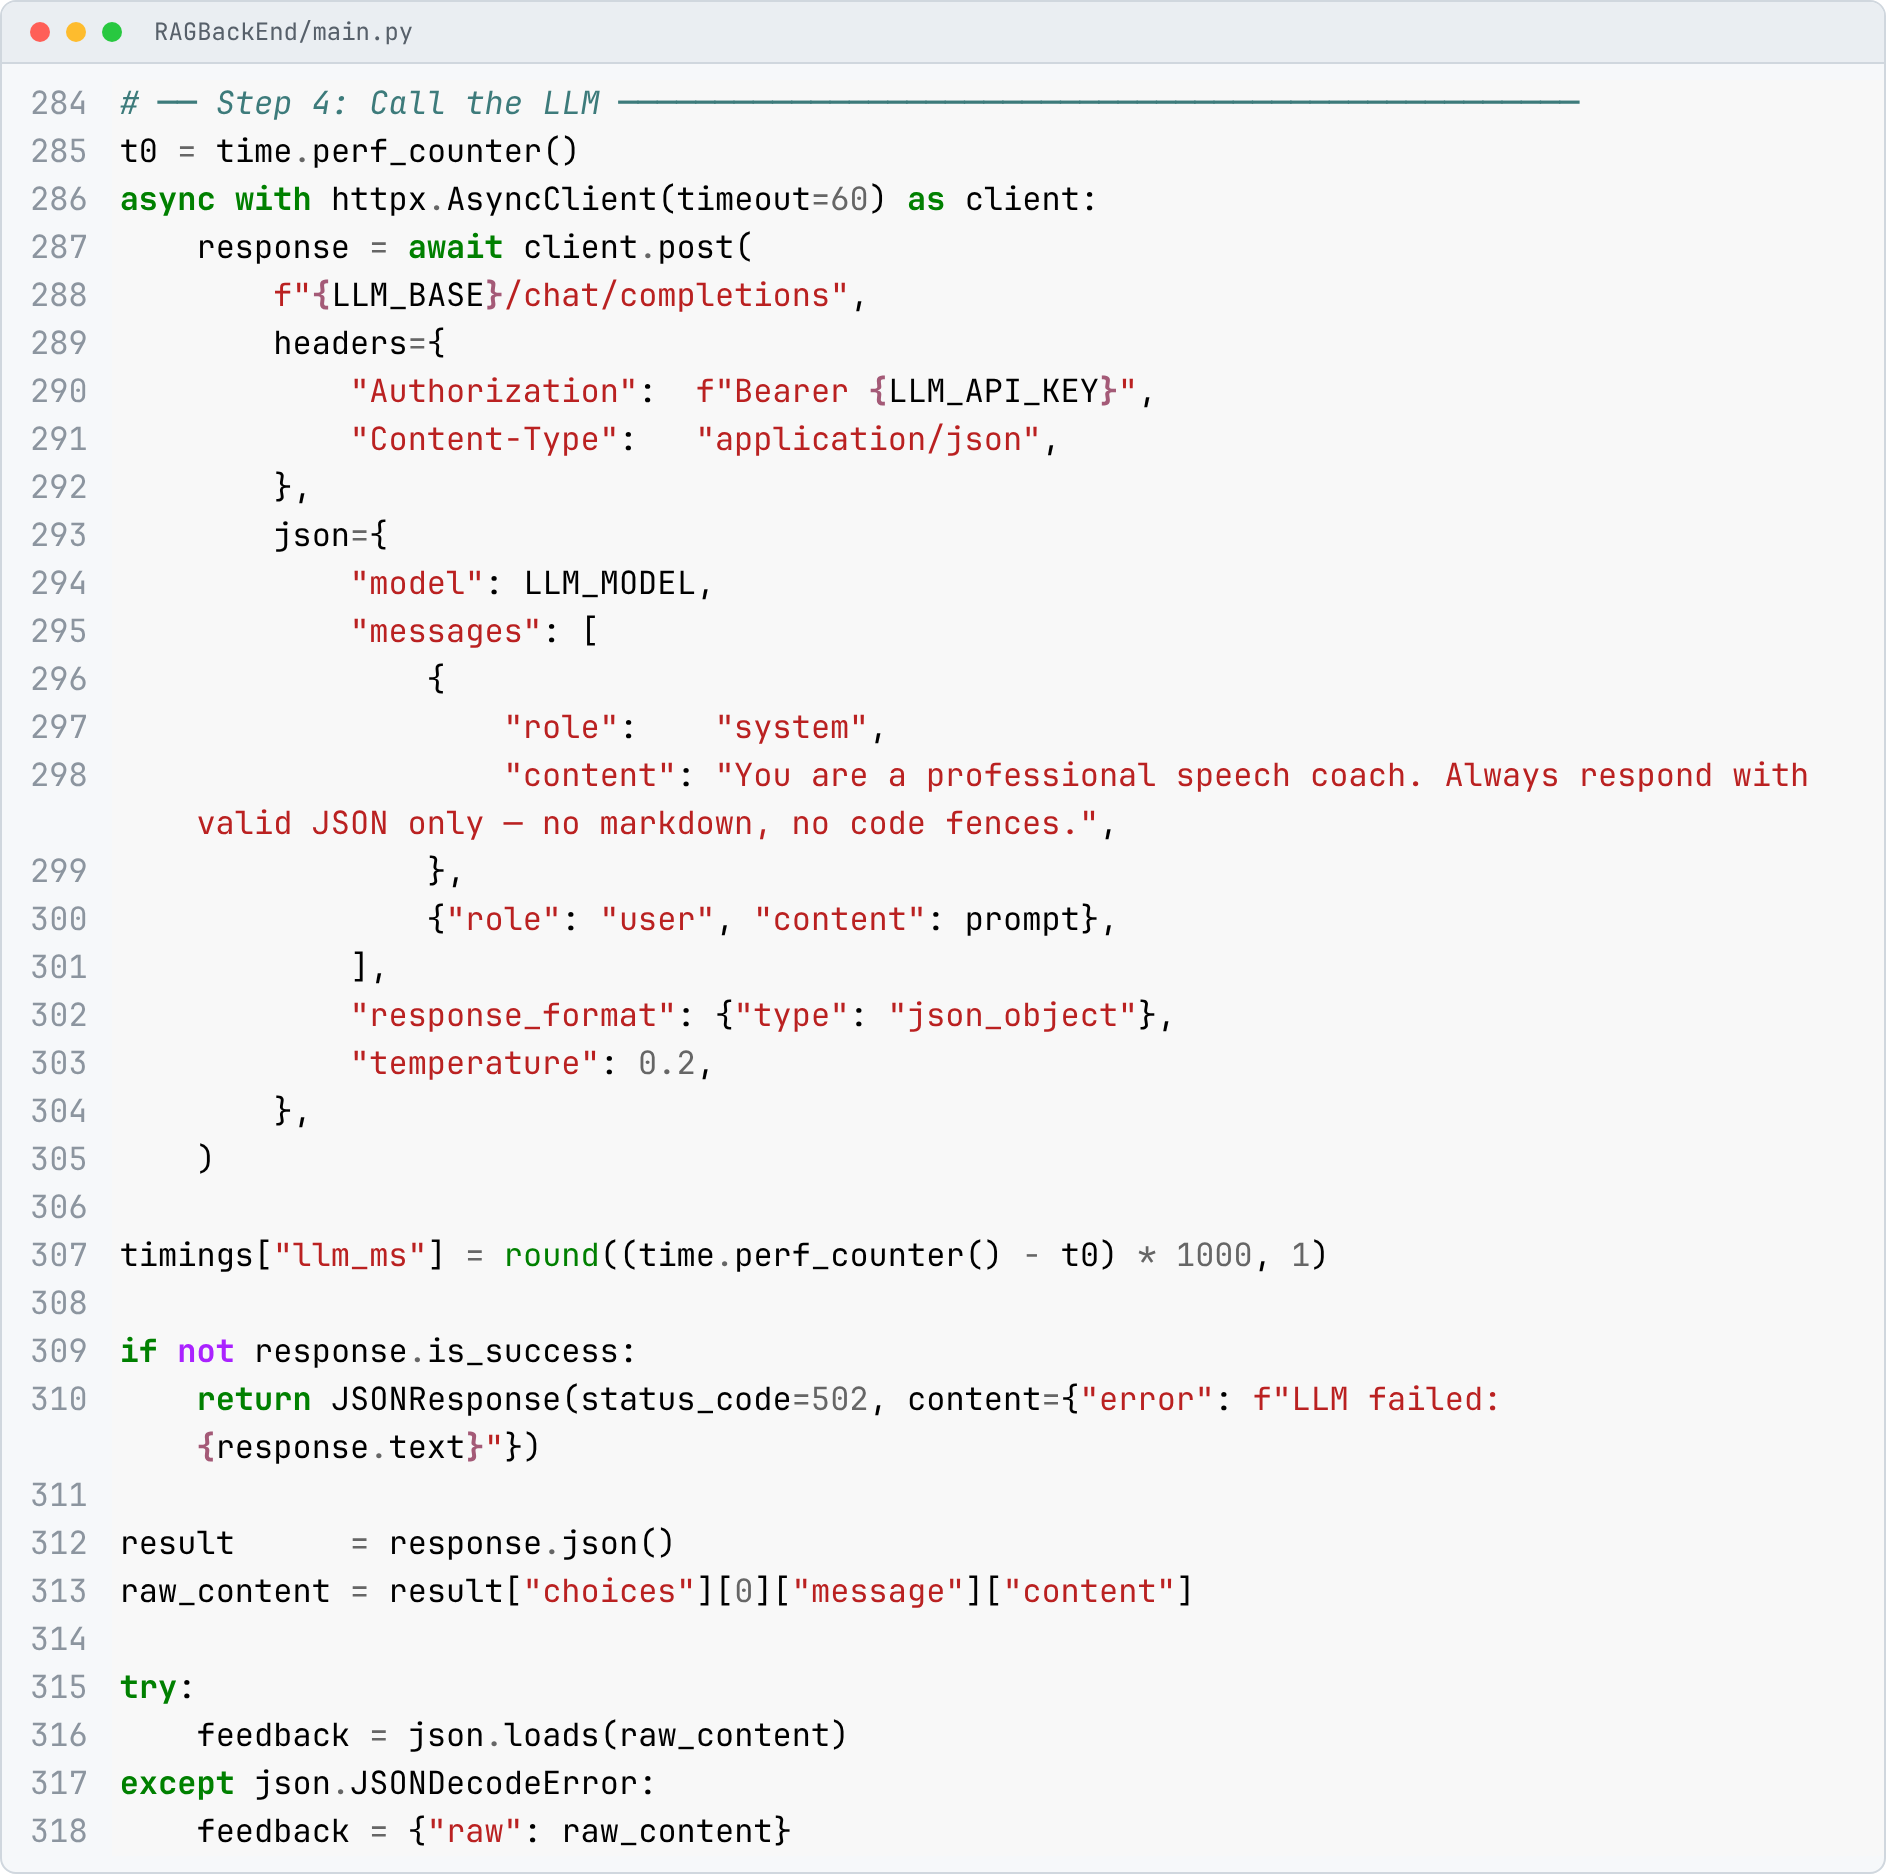 RAGBackEnd/main.py
284 # ── Step 4: Call the LLM ──────────────────────────────────────────────────
285 t0 = time.perf_counter()
286 async with httpx.AsyncClient(timeout=60) as client:
287     response = await client.post(
288         f"{LLM_BASE}/chat/completions",
289         headers={
290             "Authorization":  f"Bearer {LLM_API_KEY}",
291             "Content-Type":   "application/json",
292         },
293         json={
294             "model": LLM_MODEL,
295             "messages": [
296                 {
297                     "role":    "system",
298                     "content": "You are a professional speech coach. Always respond with
    valid JSON only — no markdown, no code fences.",
299                 },
300                 {"role": "user", "content": prompt},
301             ],
302             "response_format": {"type": "json_object"},
303             "temperature": 0.2,
304         },
305     )
306
307 timings["llm_ms"] = round((time.perf_counter() - t0) * 1000, 1)
308
309 if not response.is_success:
310     return JSONResponse(status_code=502, content={"error": f"LLM failed:
    {response.text}"})
311
312 result      = response.json()
313 raw_content = result["choices"][0]["message"]["content"]
314
315 try:
316     feedback = json.loads(raw_content)
317 except json.JSONDecodeError:
318     feedback = {"raw": raw_content}